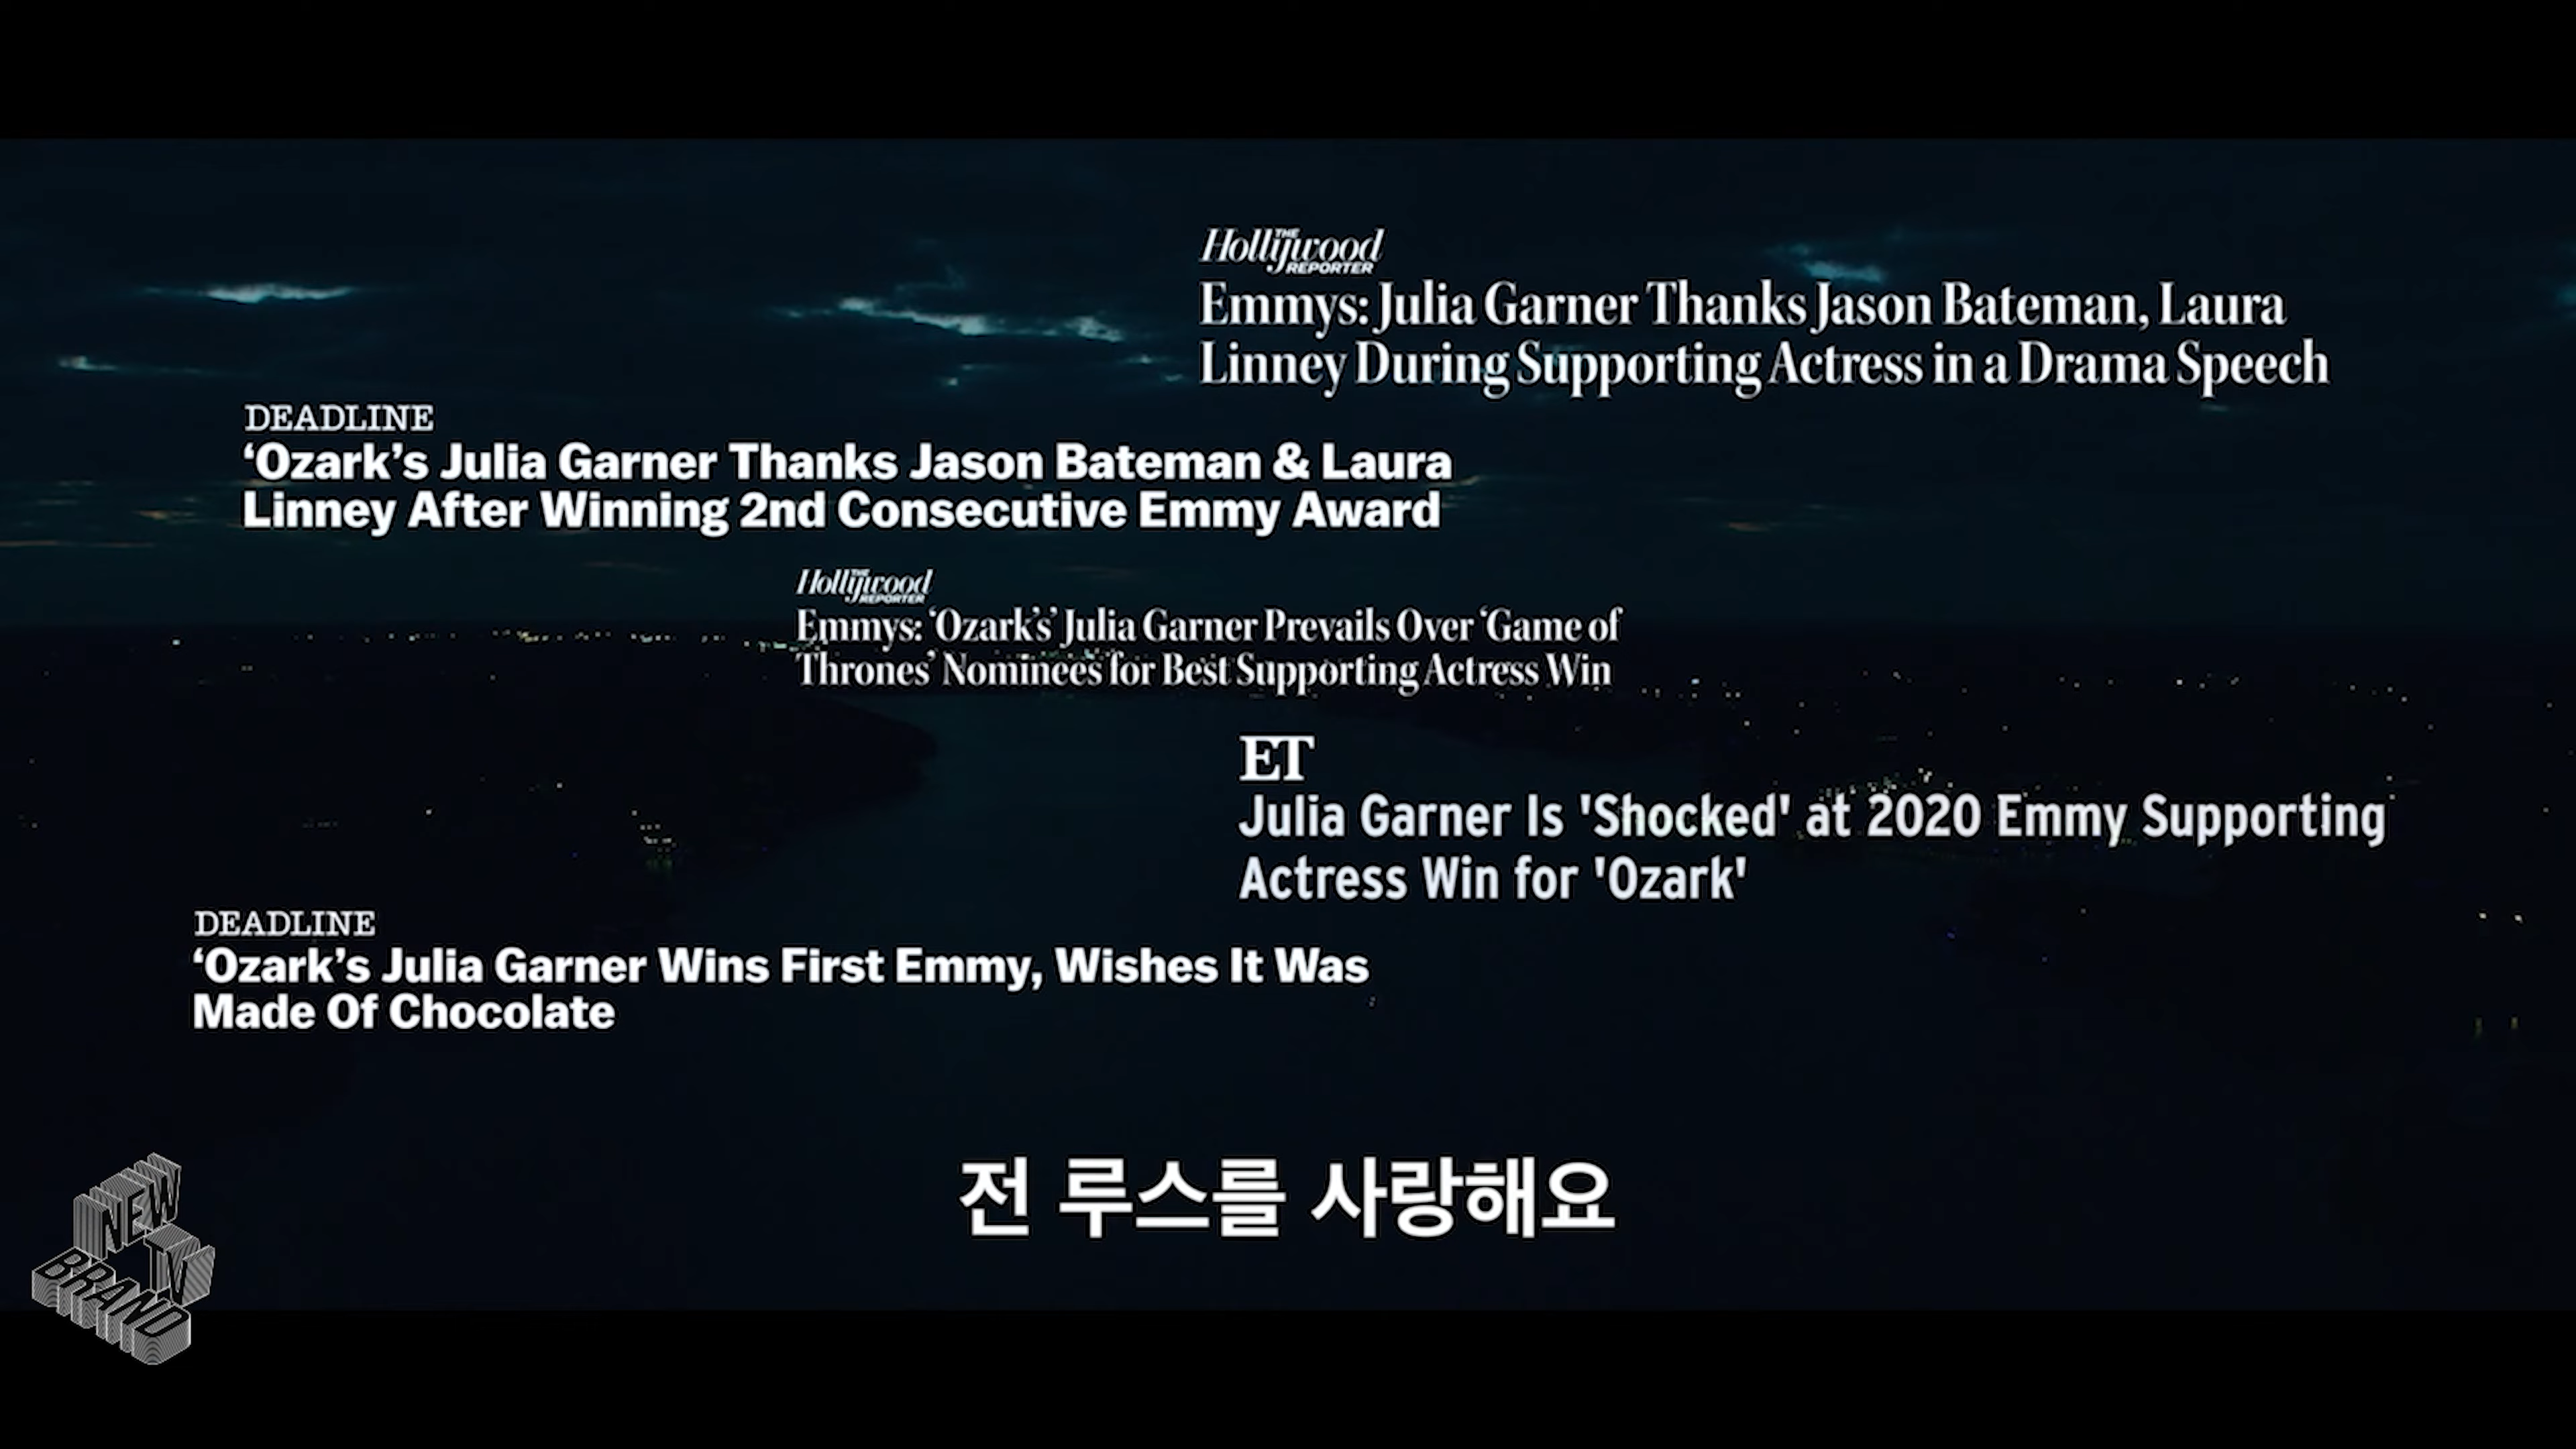 THE
Hollywood
REPORTER
Emmys: Julia Garner Thanks Jason Bateman, Laura
Linney During Supporting Actress in a Drama Speech
DEADLINE
‘Ozark’s Julia Garner Thanks Jason Bateman & Laura
Linney After Winning 2nd Consecutive Emmy Award
THE
Hollywood
REPORTER
Emmys: ‘Ozark’s’ Julia Garner Prevails Over ‘Game of
Thrones’ Nominees for Best Supporting Actress Win
ET
Julia Garner Is 'Shocked' at 2020 Emmy Supporting
Actress Win for 'Ozark'
DEADLINE
‘Ozark’s Julia Garner Wins First Emmy, Wishes It Was
Made Of Chocolate
전 루스를 사랑해요
NEW
TV
BRAND